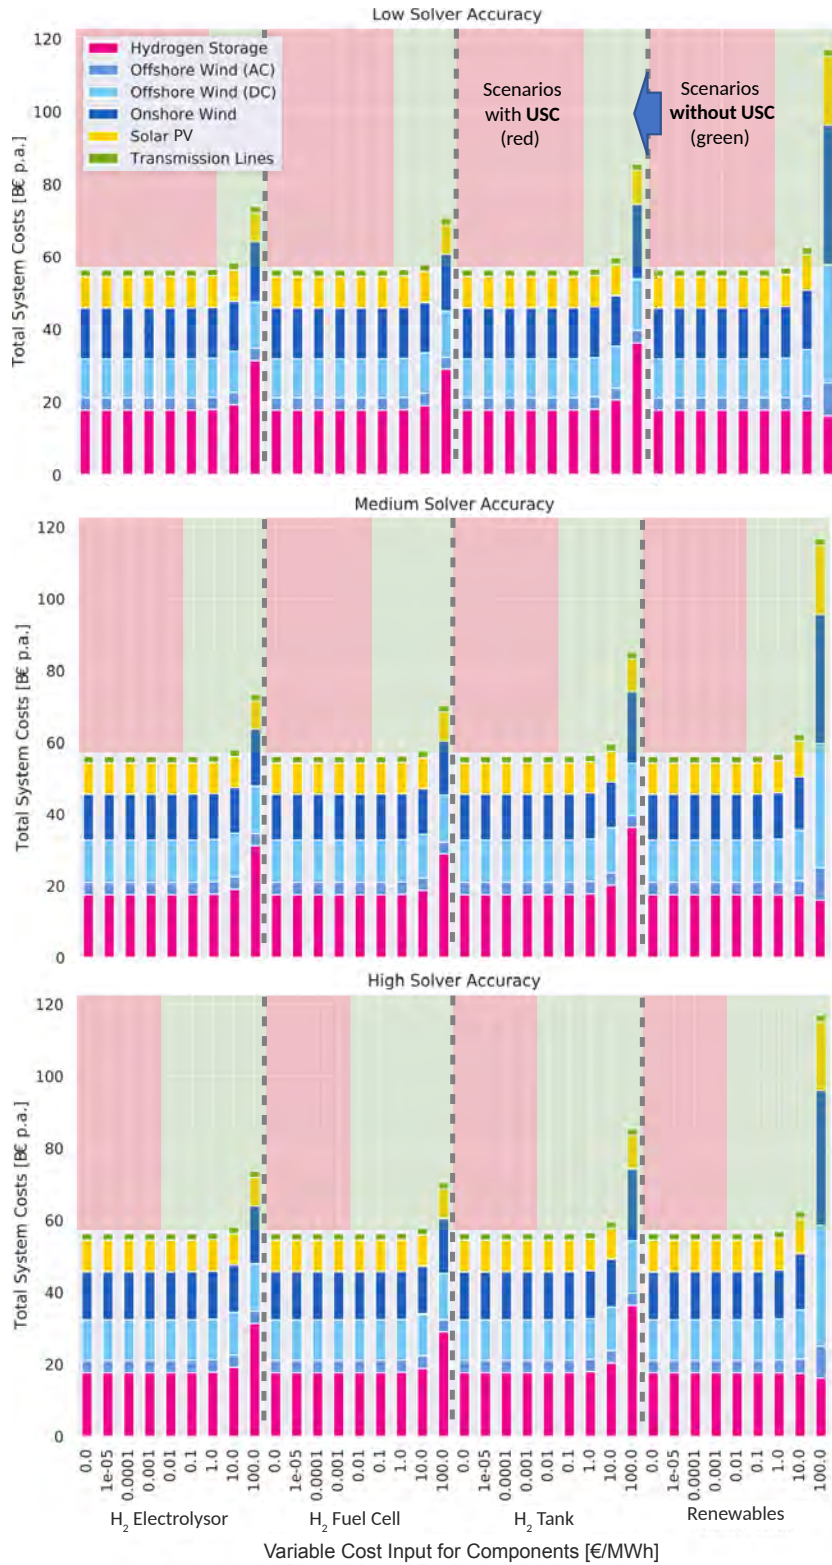 Low Solver Accuracy
120
100
80
60
40
20
0
Total System Costs [B€ p.a.]
Hydrogen Storage
Offshore Wind (AC)
Offshore Wind (DC)
Onshore Wind
Solar PV
Transmission Lines
Scenarios
with USC
(red)
Scenarios
without USC
(green)
Medium Solver Accuracy
120
100
80
60
40
20
0
Total System Costs [B€ p.a.]
High Solver Accuracy
120
100
80
60
40
20
0
Total System Costs [B€ p.a.]
0.0 1e-05 0.0001 0.001 0.01 0.1 1.0 10.0 100.0 0.0 1e-05 0.0001 0.001 0.01 0.1 1.0 10.0 100.0 0.0 1e-05 0.0001 0.001 0.01 0.1 1.0 10.0 100.0 0.0 1e-05 0.0001 0.001 0.01 0.1 1.0 10.0 100.0
H2 Electrolysor H2 Fuel Cell H2 Tank Renewables
Variable Cost Input for Components [€/MWh]